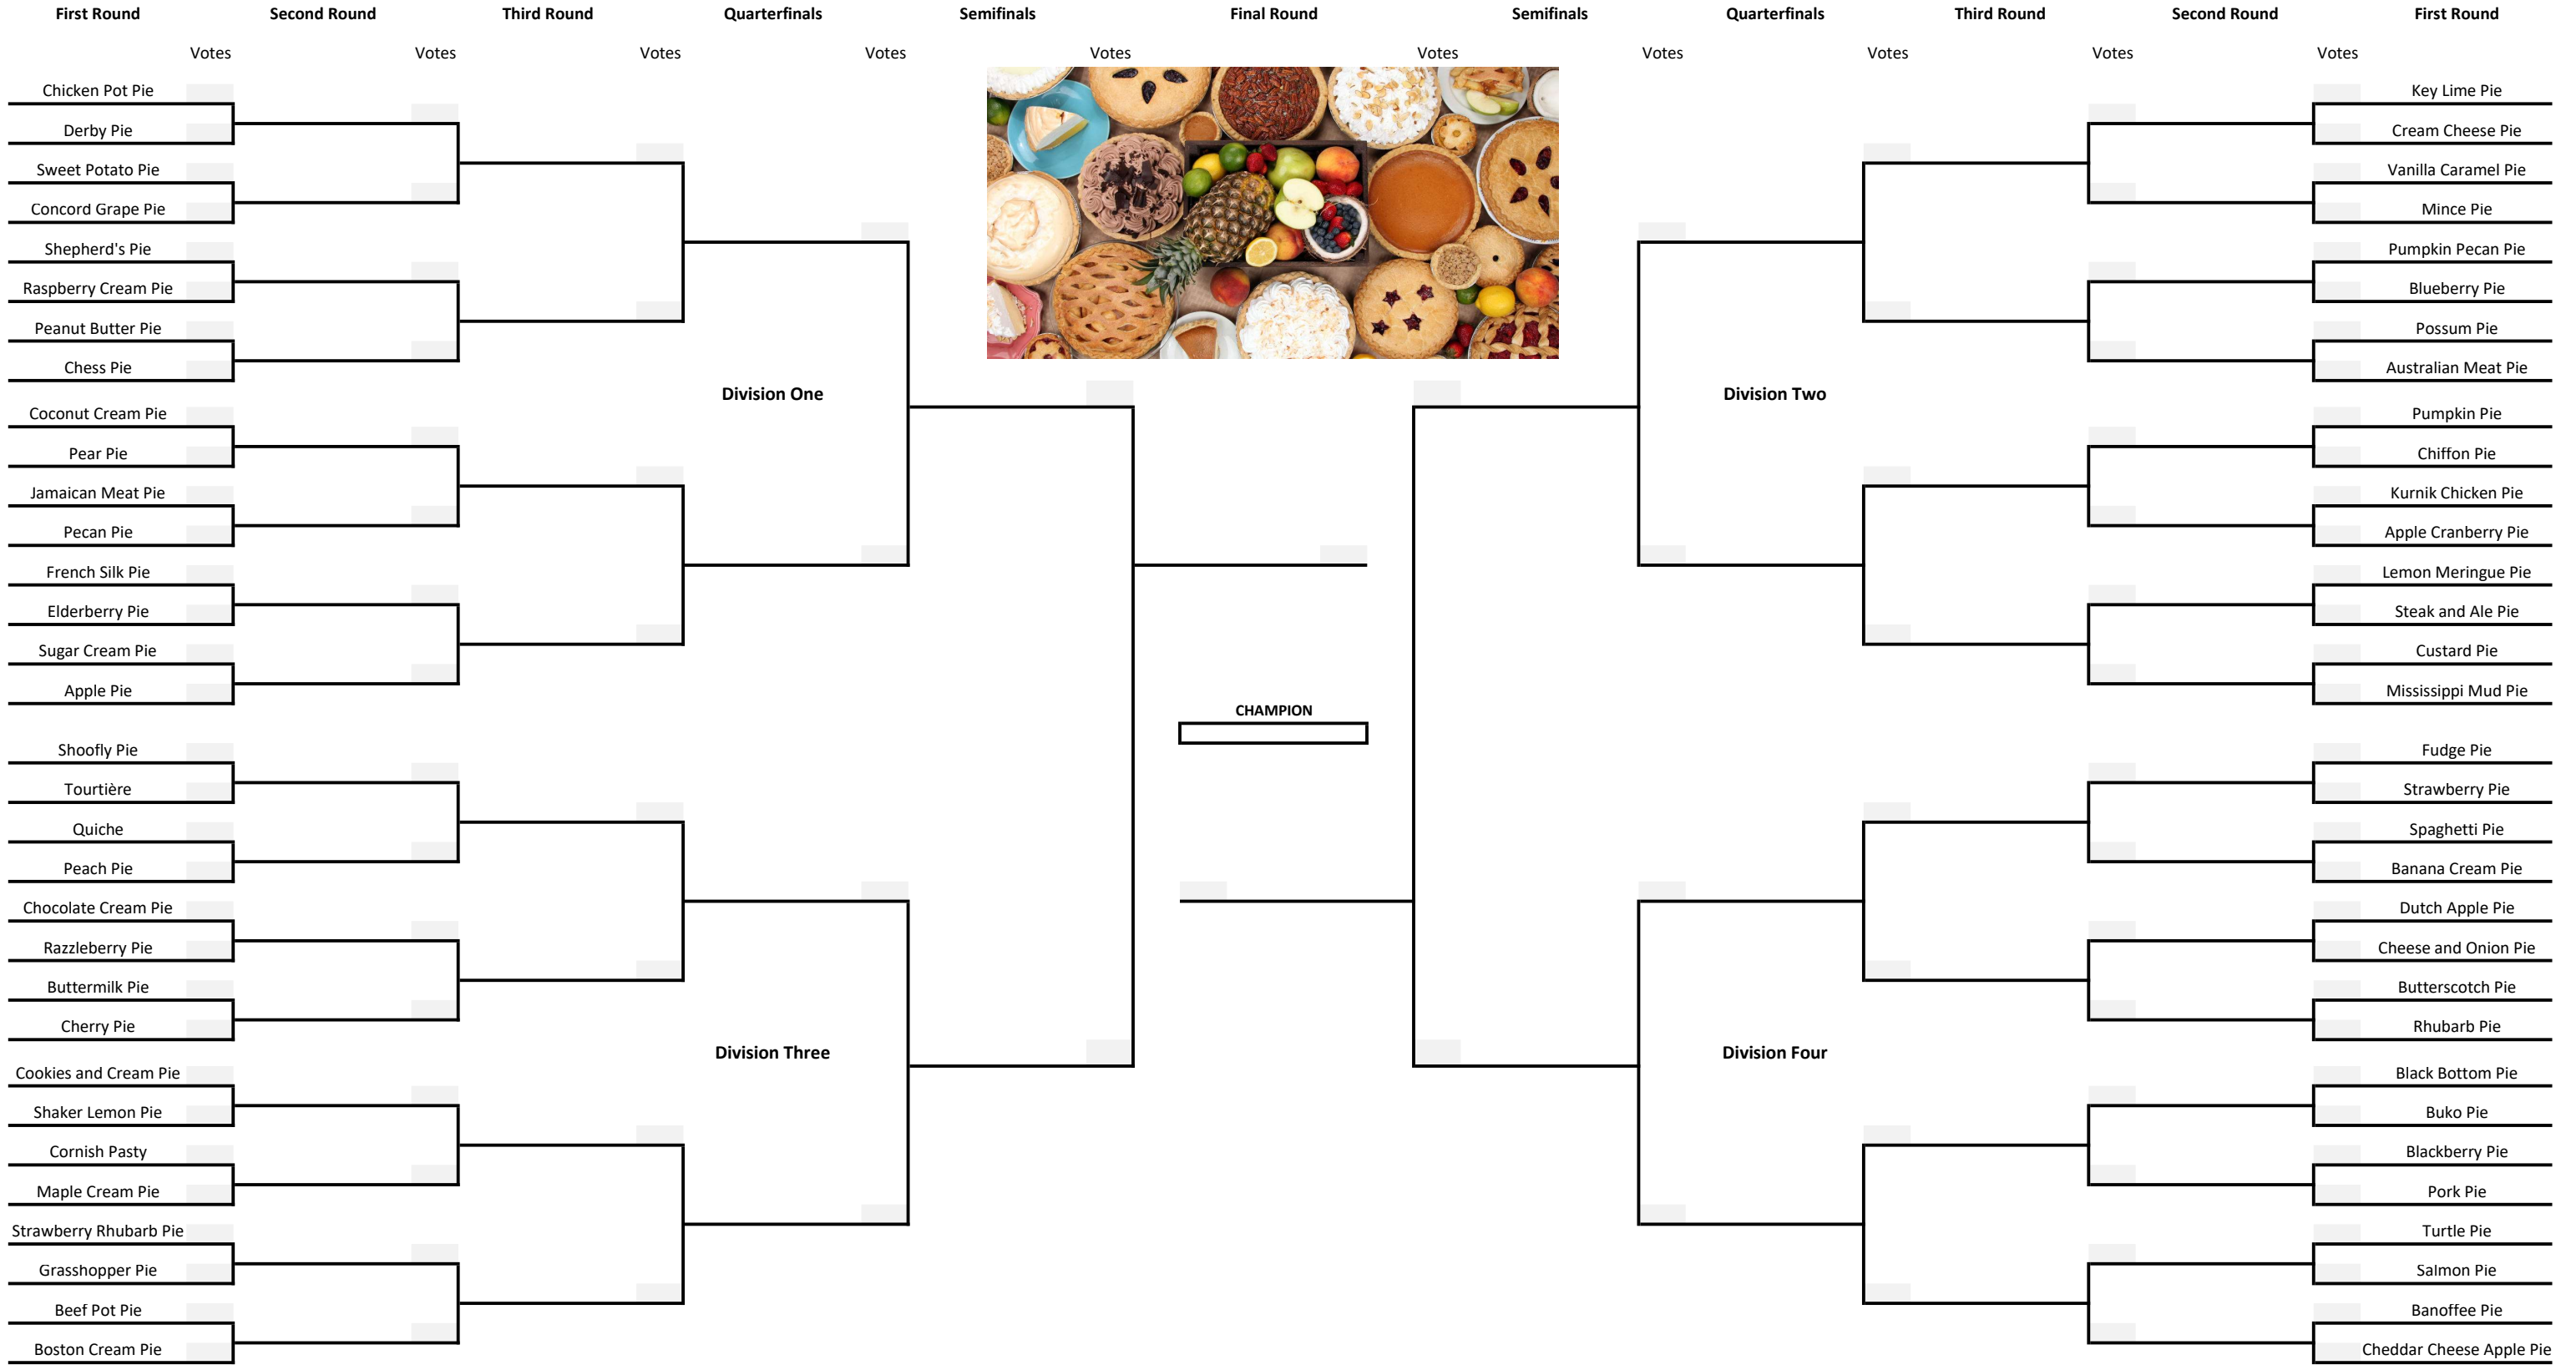 First Round Second Round Third Round Quarterfinals Semifinals Final Round Semifinals Quarterfinals Third Round Second Round First Round
Votes Votes Votes Votes Votes Votes Votes Votes Votes Votes
Chicken Pot Pie
Derby Pie
Sweet Potato Pie
Concord Grape Pie
Shepherd's Pie
Raspberry Cream Pie
Peanut Butter Pie
Chess Pie
Division One
Coconut Cream Pie
Pear Pie
Jamaican Meat Pie
Pecan Pie
French Silk Pie
Elderberry Pie
Sugar Cream Pie
Apple Pie
Shoofly Pie
Tourtière
Quiche
Peach Pie
Chocolate Cream Pie
Razzleberry Pie
Buttermilk Pie
Cherry Pie
Division Three
Cookies and Cream Pie
Shaker Lemon Pie
Cornish Pasty
Maple Cream Pie
Strawberry Rhubarb Pie
Grasshopper Pie
Beef Pot Pie
Boston Cream Pie
CHAMPION
Key Lime Pie
Cream Cheese Pie
Vanilla Caramel Pie
Mince Pie
Pumpkin Pecan Pie
Blueberry Pie
Possum Pie
Australian Meat Pie
Division Two
Pumpkin Pie
Chiffon Pie
Kurnik Chicken Pie
Apple Cranberry Pie
Lemon Meringue Pie
Steak and Ale Pie
Custard Pie
Mississippi Mud Pie
Fudge Pie
Strawberry Pie
Spaghetti Pie
Banana Cream Pie
Dutch Apple Pie
Cheese and Onion Pie
Butterscotch Pie
Rhubarb Pie
Division Four
Black Bottom Pie
Buko Pie
Blackberry Pie
Pork Pie
Turtle Pie
Salmon Pie
Banoffee Pie
Cheddar Cheese Apple Pie